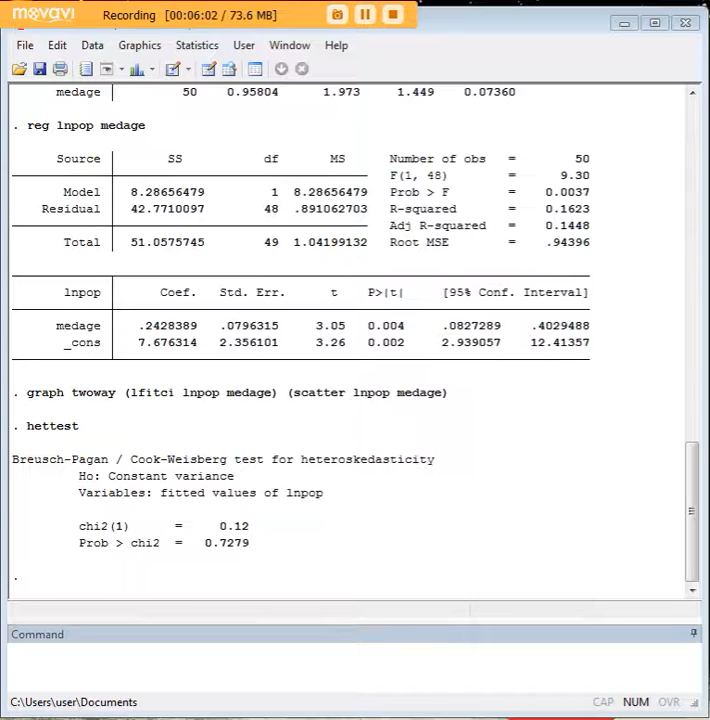 movavi Recording [00:06:02 / 73.6 MB]
File Edit Data Graphics Statistics User Window Help
medage 50 0.95804 1.973 1.449 0.07360
. reg lnpop medage
Source SS df MS Number of obs = 50
F(1, 48) = 9.30
Model 8.28656479 1 8.28656479 Prob > F = 0.0037
Residual 42.7710097 48 .891062703 R-squared = 0.1623
Adj R-squared = 0.1448
Total 51.0575745 49 1.04199132 Root MSE = .94396
lnpop Coef. Std. Err. t P>|t| [95% Conf. Interval]
medage .2428389 .0796315 3.05 0.004 .0827289 .4029488
_cons 7.676314 2.356101 3.26 0.002 2.939057 12.41357
. graph twoway (lfitci lnpop medage) (scatter lnpop medage)
. hettest
Breusch-Pagan / Cook-Weisberg test for heteroskedasticity
Ho: Constant variance
Variables: fitted values of lnpop
chi2(1) = 0.12
Prob > chi2 = 0.7279
.
Command
C:\Users\user\Documents CAP NUM OVR